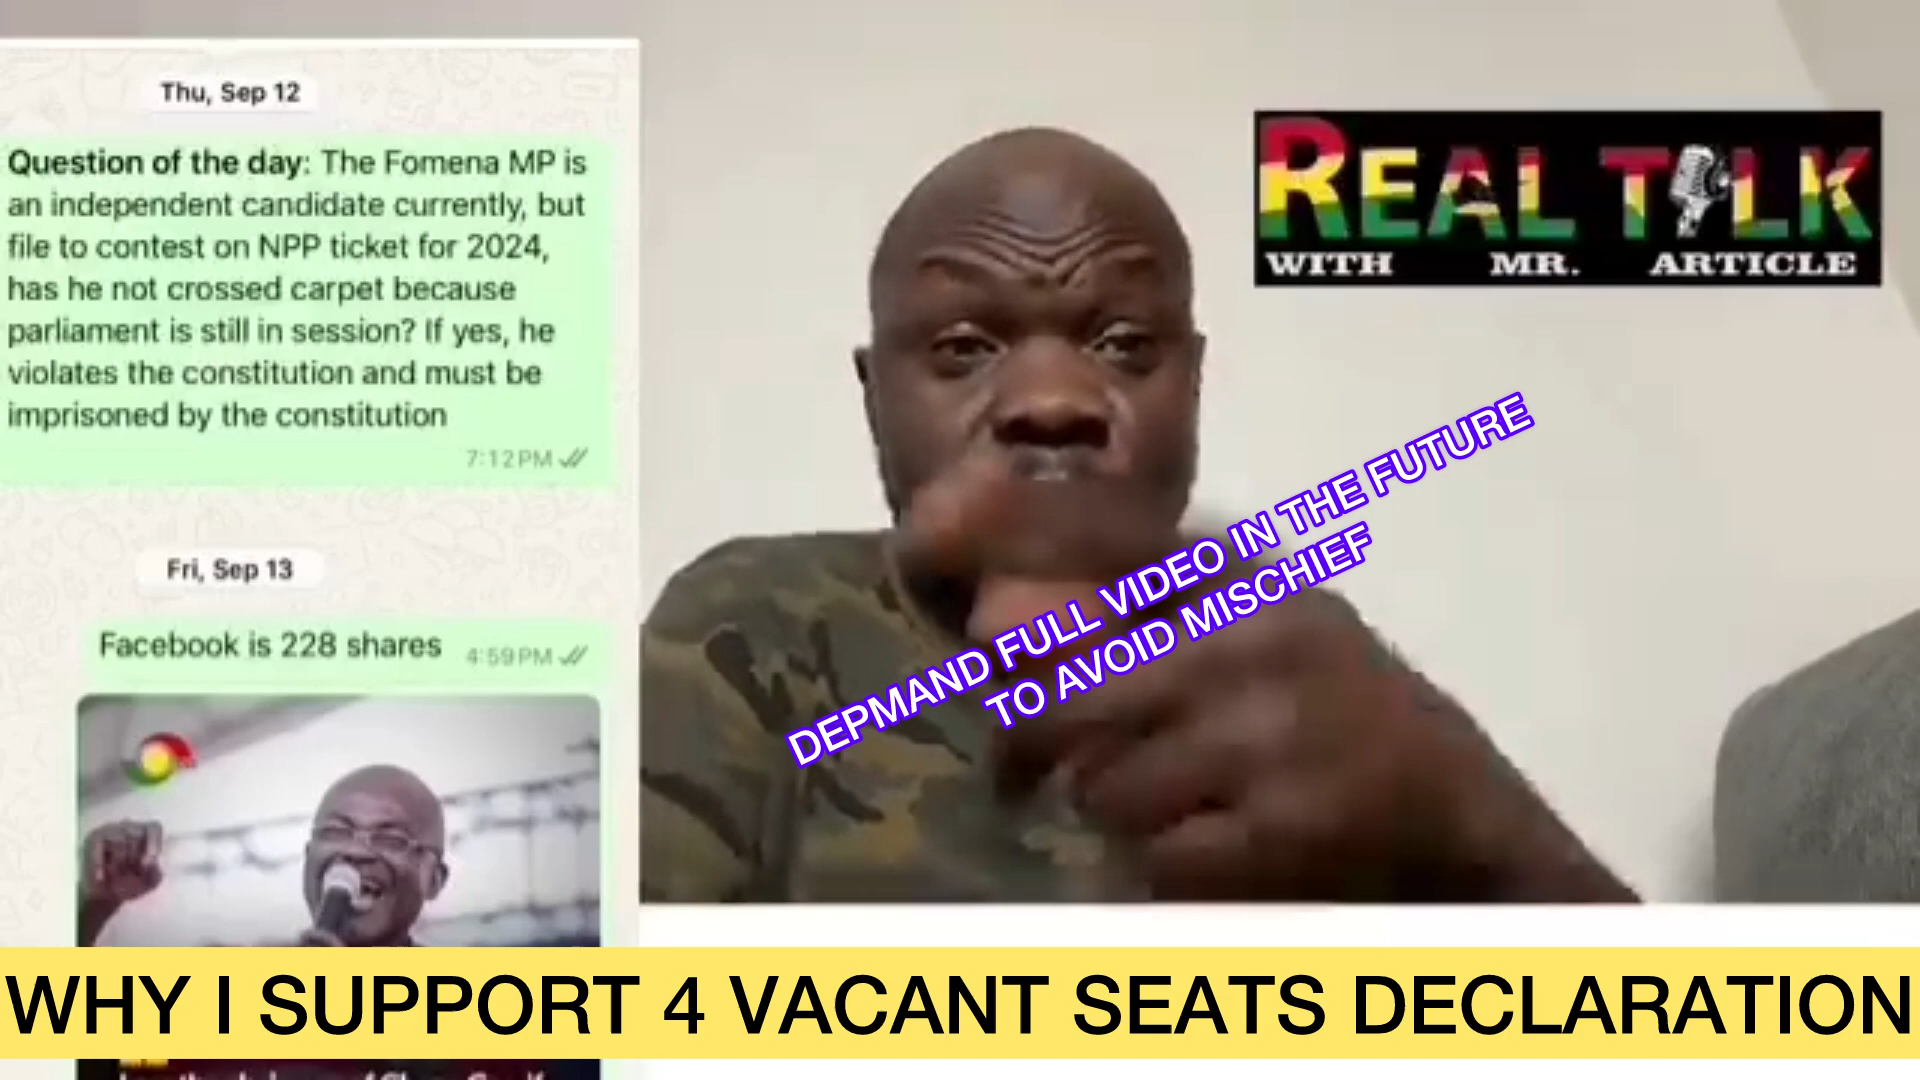 Thu, Sep 12
Question of the day: The Fomena MP is
an independent candidate currently, but
file to contest on NPP ticket for 2024,
has he not crossed carpet because
parliament is still in session? If yes, he
violates the constitution and must be
imprisoned by the constitution
7:12 PM
Fri, Sep 13
Facebook is 228 shares
4:59 PM
REAL TALK
WITH MR. ARTICLE
DEPMAND FULL VIDEO IN THE FUTURE
TO AVOID MISCHIEF
WHY I SUPPORT 4 VACANT SEATS DECLARATION